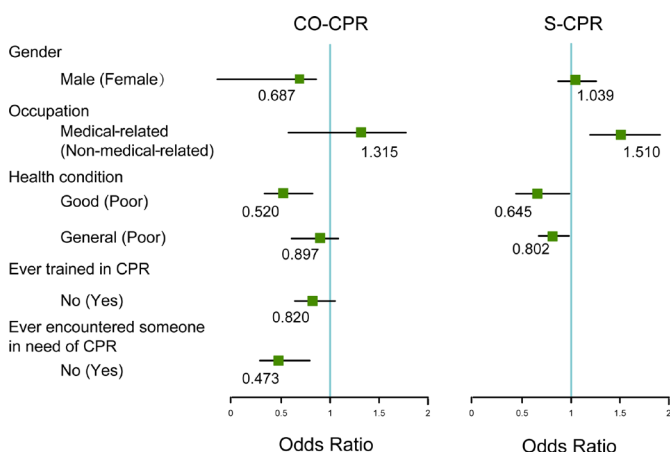 CO-CPR S-CPR
Gender
Male (Female)
0.687 1.039
Occupation
Medical-related
(Non-medical-related)
1.315 1.510
Health condition
Good (Poor)
0.520 0.645
General (Poor)
0.897 0.802
Ever trained in CPR
No (Yes)
0.820
Ever encountered someone
in need of CPR
No (Yes)
0.473
0 0.5 1 1.5 2 0 0.5 1 1.5 2
Odds Ratio Odds Ratio